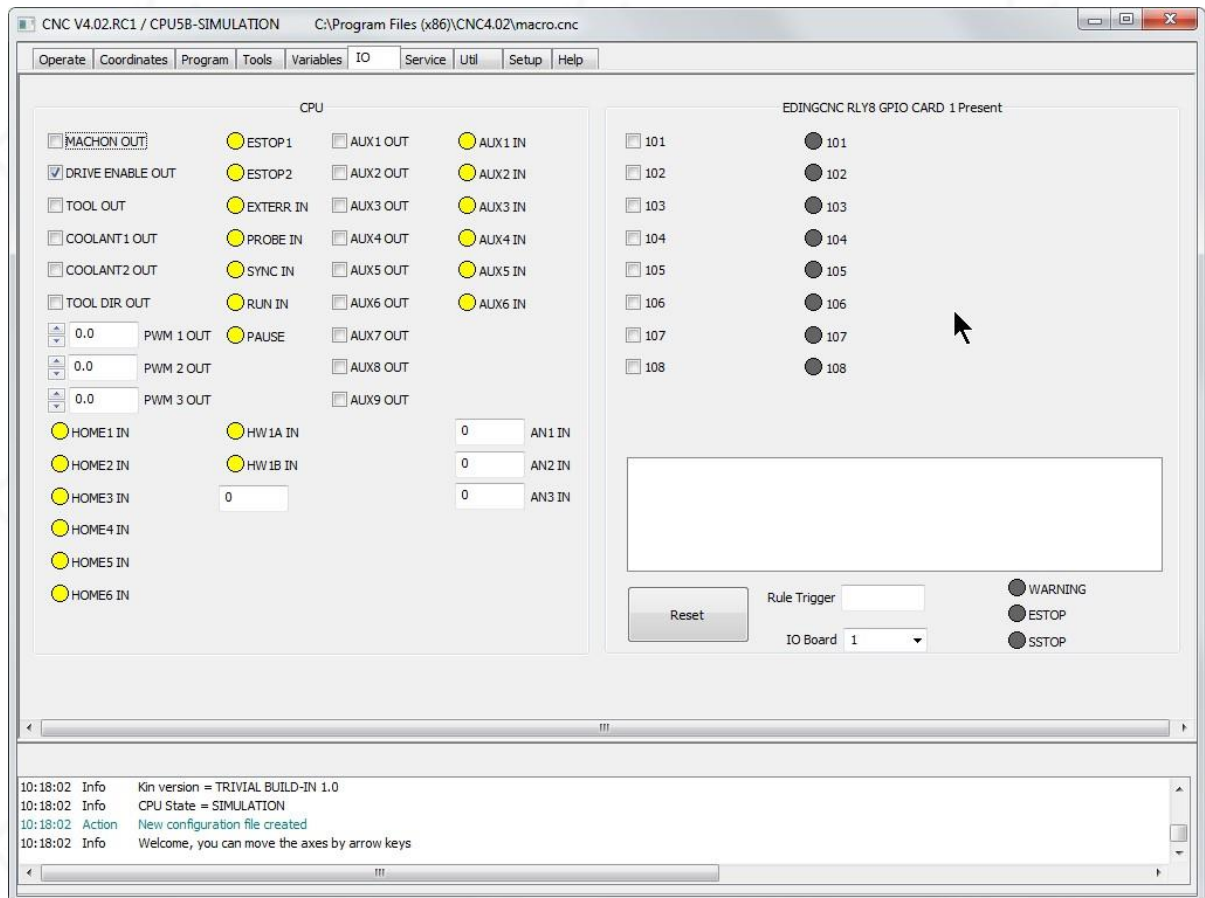 CNC V4.02.RC1 / CPU5B-SIMULATION C:\Program Files (x86)\CNC4.02\macro.cnc
Operate Coordinates Program Tools Variables IO Service Util Setup Help
CPU
EDINGCNC RLY8 GPIO CARD 1 Present
MACHON OUT ESTOP1 AUX1 OUT AUX1 IN 101 101
DRIVE ENABLE OUT ESTOP2 AUX2 OUT AUX2 IN 102 102
TOOL OUT EXTERR IN AUX3 OUT AUX3 IN 103 103
COOLANT1 OUT PROBE IN AUX4 OUT AUX4 IN 104 104
COOLANT2 OUT SYNC IN AUX5 OUT AUX5 IN 105 105
TOOL DIR OUT RUN IN AUX6 OUT AUX6 IN 106 106
0.0 PWM 1 OUT PAUSE AUX7 OUT 107 107
0.0 PWM 2 OUT AUX8 OUT 108 108
0.0 PWM 3 OUT AUX9 OUT
HOME1 IN HW1A IN 0 AN1 IN
HOME2 IN HW1B IN 0 AN2 IN
HOME3 IN 0 0 AN3 IN
HOME4 IN
HOME5 IN
HOME6 IN
Reset
Rule Trigger
IO Board 1
WARNING
ESTOP
SSTOP
10:18:02 Info Kin version = TRIVIAL BUILD-IN 1.0
10:18:02 Info CPU State = SIMULATION
10:18:02 Action New configuration file created
10:18:02 Info Welcome, you can move the axes by arrow keys